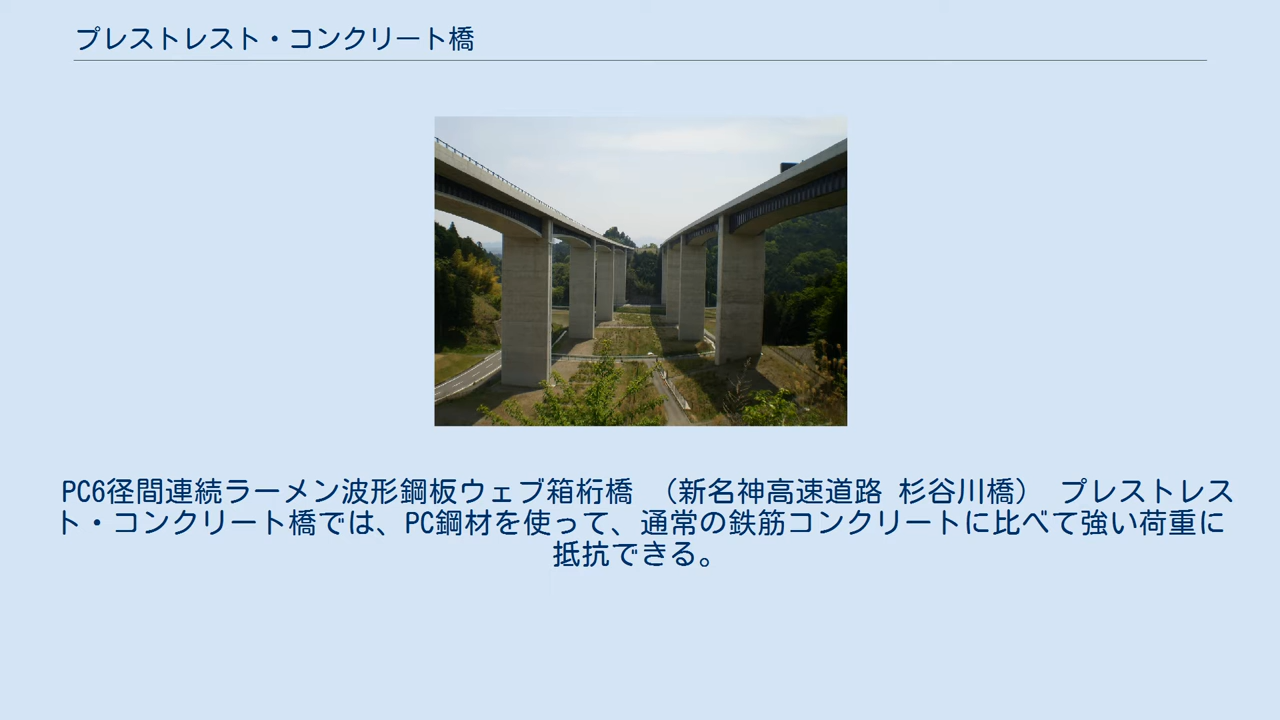 プレストレスト・コンクリート橋
PC6径間連続ラーメン波形鋼板ウェブ箱桁橋 （新名神高速道路 杉谷川橋） プレストレス
ト・コンクリート橋では、PC鋼材を使って、通常の鉄筋コンクリートに比べて強い荷重に
抵抗できる。